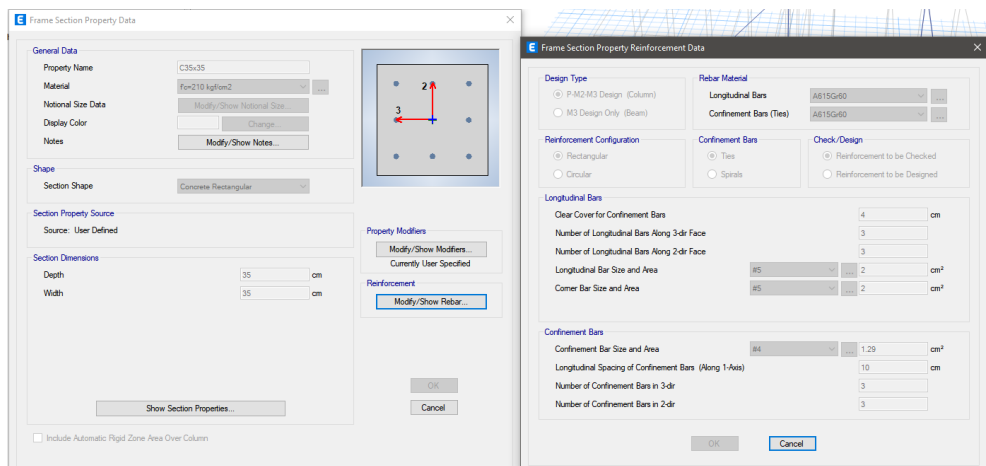 E Frame Section Property Data
General Data
Property Name C35x35
Material f'c=210 kgf/cm2 ...
Notional Size Data Modify/Show Notional Size...
Display Color Change...
Notes Modify/Show Notes...
Shape
Section Shape Concrete Rectangular
Section Property Source
Source: User Defined
Section Dimensions
Depth 35 cm
Width 35 cm
Show Section Properties...
Include Automatic Rigid Zone Area Over Column
2
3
Property Modifiers
Modify/Show Modifiers...
Currently User Specified
Reinforcement
Modify/Show Rebar...
OK
Cancel
E Frame Section Property Reinforcement Data
Design Type
P-M2-M3 Design (Column)
M3 Design Only (Beam)
Rebar Material
Longitudinal Bars A615Gr60 ...
Confinement Bars (Ties) A615Gr60 ...
Reinforcement Configuration
Rectangular
Circular
Confinement Bars
Ties
Spirals
Check/Design
Reinforcement to be Checked
Reinforcement to be Designed
Longitudinal Bars
Clear Cover for Confinement Bars 4 cm
Number of Longitudinal Bars Along 3-dir Face 3
Number of Longitudinal Bars Along 2-dir Face 3
Longitudinal Bar Size and Area #5 ... 2 cm²
Corner Bar Size and Area #5 ... 2 cm²
Confinement Bars
Confinement Bar Size and Area #4 ... 1.29 cm²
Longitudinal Spacing of Confinement Bars (Along 1-Axis) 10 cm
Number of Confinement Bars in 3-dir 3
Number of Confinement Bars in 2-dir 3
OK Cancel